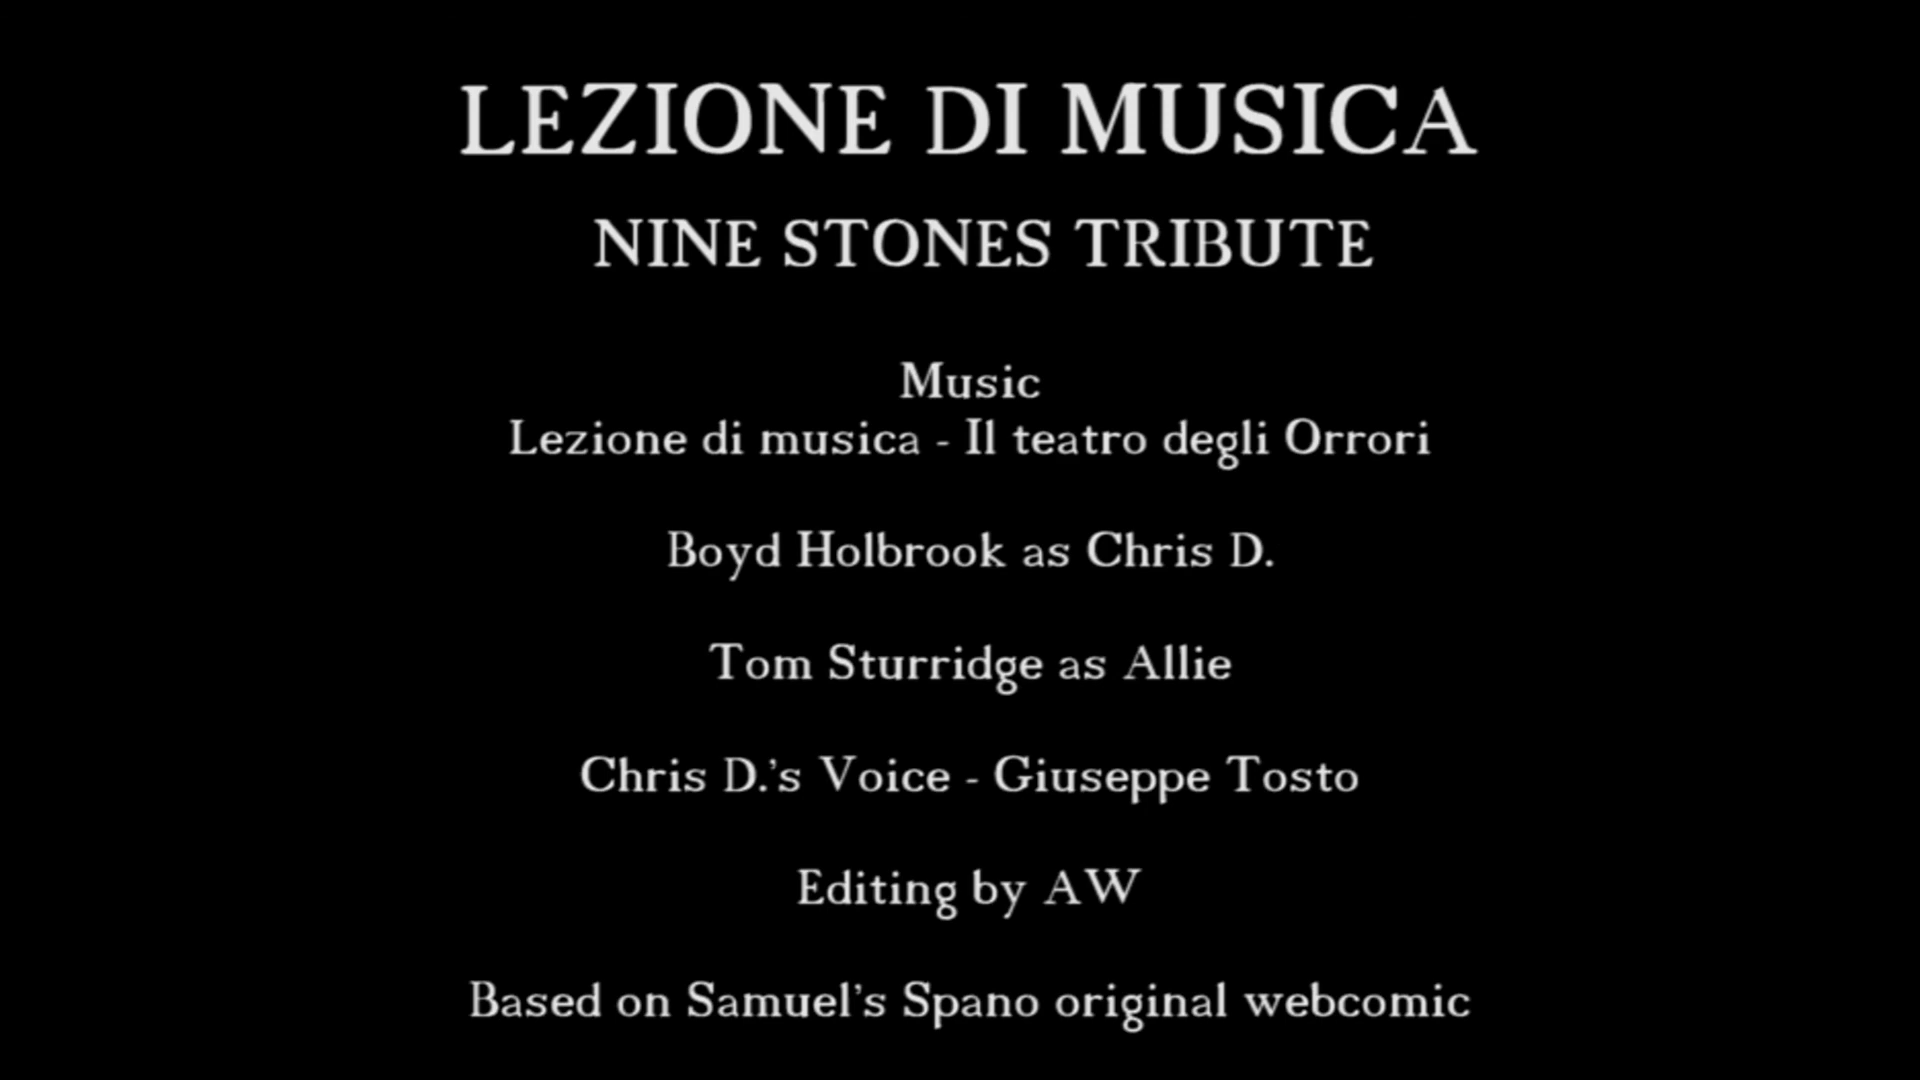 LEZIONE DI MUSICA
NINE STONES TRIBUTE
Music
Lezione di musica - Il teatro degli Orrori
Boyd Holbrook as Chris D.
Tom Sturridge as Allie
Chris D.'s Voice - Giuseppe Tosto
Editing by AW
Based on Samuel's Spano original webcomic